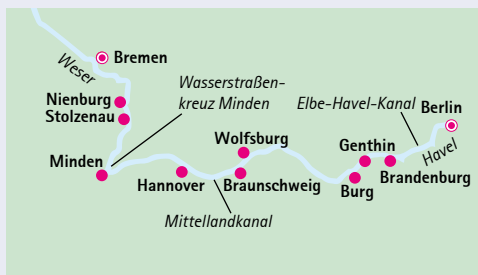 Bremen
Weser
Wasserstraßen-
kreuz Minden
Nienburg
Stolzenau
Elbe-Havel-Kanal
Berlin
Wolfsburg
Genthin
Havel
Minden
Hannover
Braunschweig
Burg
Brandenburg
Mittellandkanal